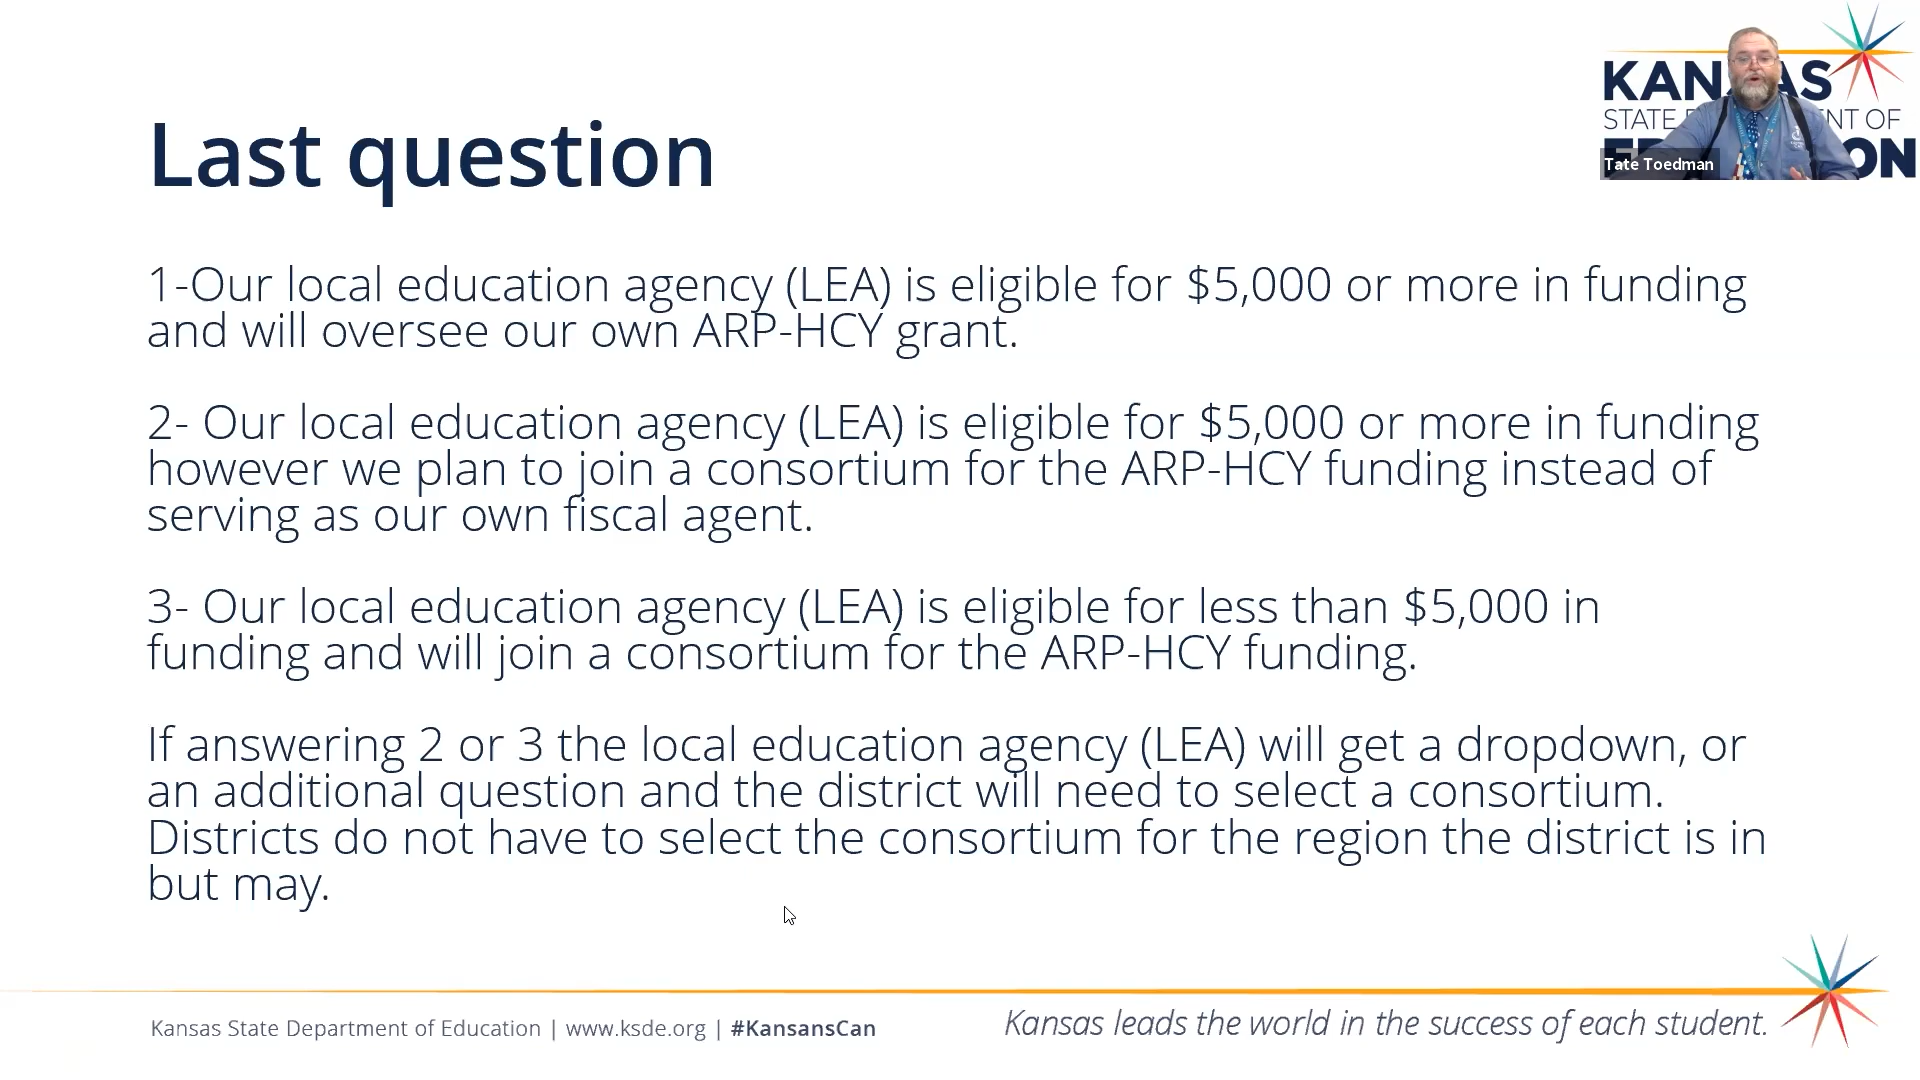 KANSAS
STATE DEPARTMENT OF
EDUCATION
Tate Toedman
Last question
1-Our local education agency (LEA) is eligible for $5,000 or more in funding
and will oversee our own ARP-HCY grant.
2- Our local education agency (LEA) is eligible for $5,000 or more in funding
however we plan to join a consortium for the ARP-HCY funding instead of
serving as our own fiscal agent.
3- Our local education agency (LEA) is eligible for less than $5,000 in
funding and will join a consortium for the ARP-HCY funding.
If answering 2 or 3 the local education agency (LEA) will get a dropdown, or
an additional question and the district will need to select a consortium.
Districts do not have to select the consortium for the region the district is in
but may.
Kansas State Department of Education | www.ksde.org | #KansansCan
Kansas leads the world in the success of each student.